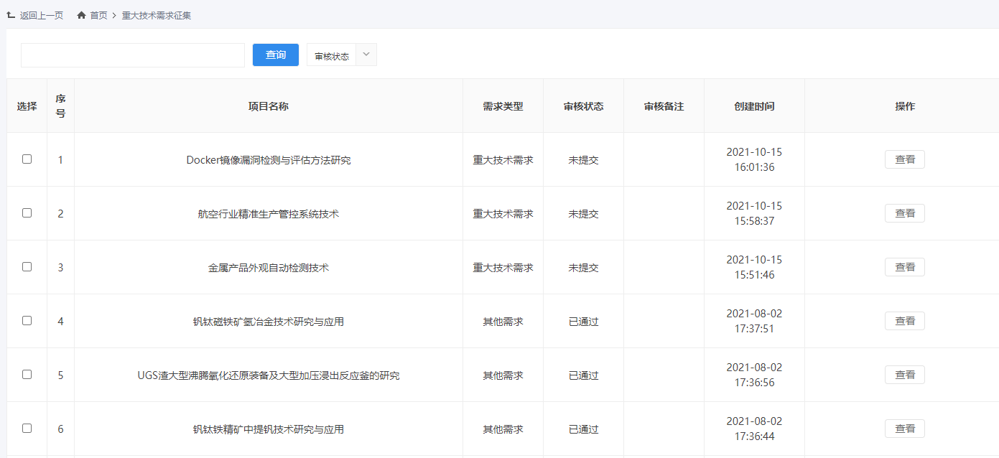 返回上一页 首页 > 重大技术需求征集
查询 审核状态
选择 序号 项目名称 需求类型 审核状态 审核备注 创建时间 操作
1 Docker镜像漏洞检测与评估方法研究 重大技术需求 未提交 2021-10-15 16:01:36 查看
2 航空行业精准生产管控系统技术 重大技术需求 未提交 2021-10-15 15:58:37 查看
3 金属产品外观自动检测技术 重大技术需求 未提交 2021-10-15 15:51:46 查看
4 钒钛磁铁矿氢冶金技术研究与应用 其他需求 已通过 2021-08-02 17:37:51 查看
5 UGS渣大型沸腾氧化还原装备及大型加压浸出反应釜的研究 其他需求 已通过 2021-08-02 17:36:56 查看
6 钒钛铁精矿中提钒技术研究与应用 其他需求 已通过 2021-08-02 17:36:44 查看